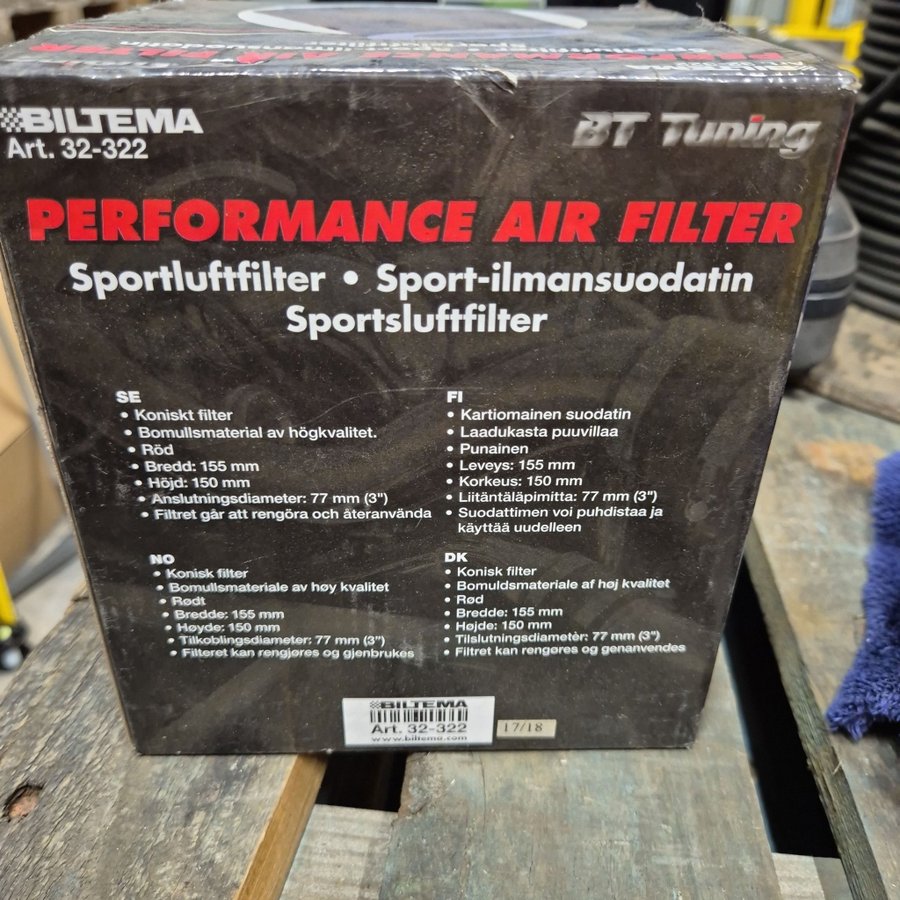 PERFORMANCE AIR FILTER
BILTEMA
Art. 32-322
BT Tuning
PERFORMANCE AIR FILTER
Sportluftfilter • Sport-ilmansuodatin
Sportsluftfilter
SE
• Koniskt filter
• Bomullsmaterial av högkvalitet.
• Röd
• Bredd: 155 mm
• Höjd: 150 mm
• Anslutningsdiameter: 77 mm (3")
• Filtret går att rengöra och återanvända
FI
• Kartiomainen suodatin
• Laadukasta puuvillaa
• Punainen
• Leveys: 155 mm
• Korkeus: 150 mm
• Liitäntäläpimitta: 77 mm (3")
• Suodattimen voi puhdistaa ja
käyttää uudelleen
NO
• Konisk filter
• Bomullsmateriale av høy kvalitet
• Rødt
• Bredde: 155 mm
• Høyde: 150 mm
• Tilkoblingsdiameter: 77 mm (3")
• Filteret kan rengjøres og gjenbrukes
DK
• Konisk filter
• Bomuldsmateriale af høj kvalitet
• Rød
• Bredde: 155 mm
• Højde: 150 mm
• Tilslutningsdiameter: 77 mm (3")
• Filtret kan rengøres og genanvendes
BILTEMA
Art. 32-322
www.biltema.com
17/18